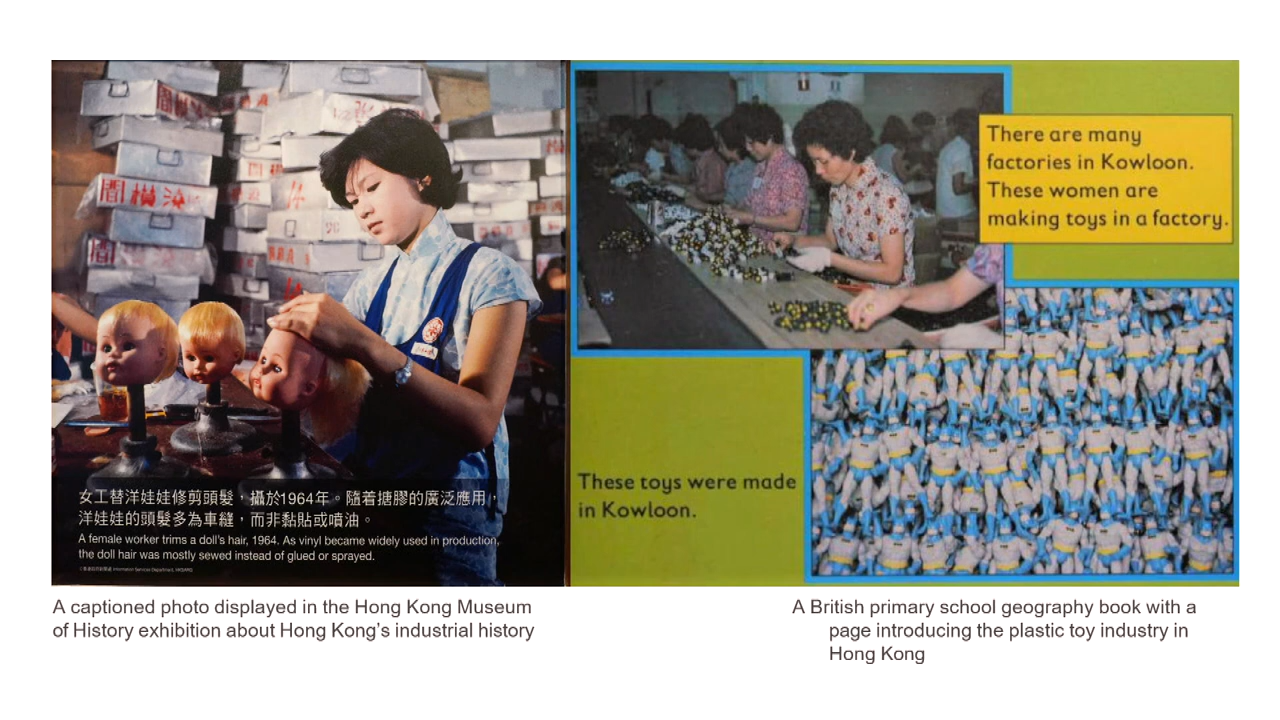 女工替洋娃娃修剪頭髮，攝於1964年。隨着搪膠的廣泛應用，
洋娃娃的頭髮多為車縫，而非黏貼或噴油。
A female worker trims a doll's hair, 1964. As vinyl became widely used in production,
the doll hair was mostly sewed instead of glued or sprayed.
There are many
factories in Kowloon.
These women are
making toys in a factory.
These toys were made
in Kowloon.
A captioned photo displayed in the Hong Kong Museum
of History exhibition about Hong Kong's industrial history
A British primary school geography book with a
page introducing the plastic toy industry in
Hong Kong